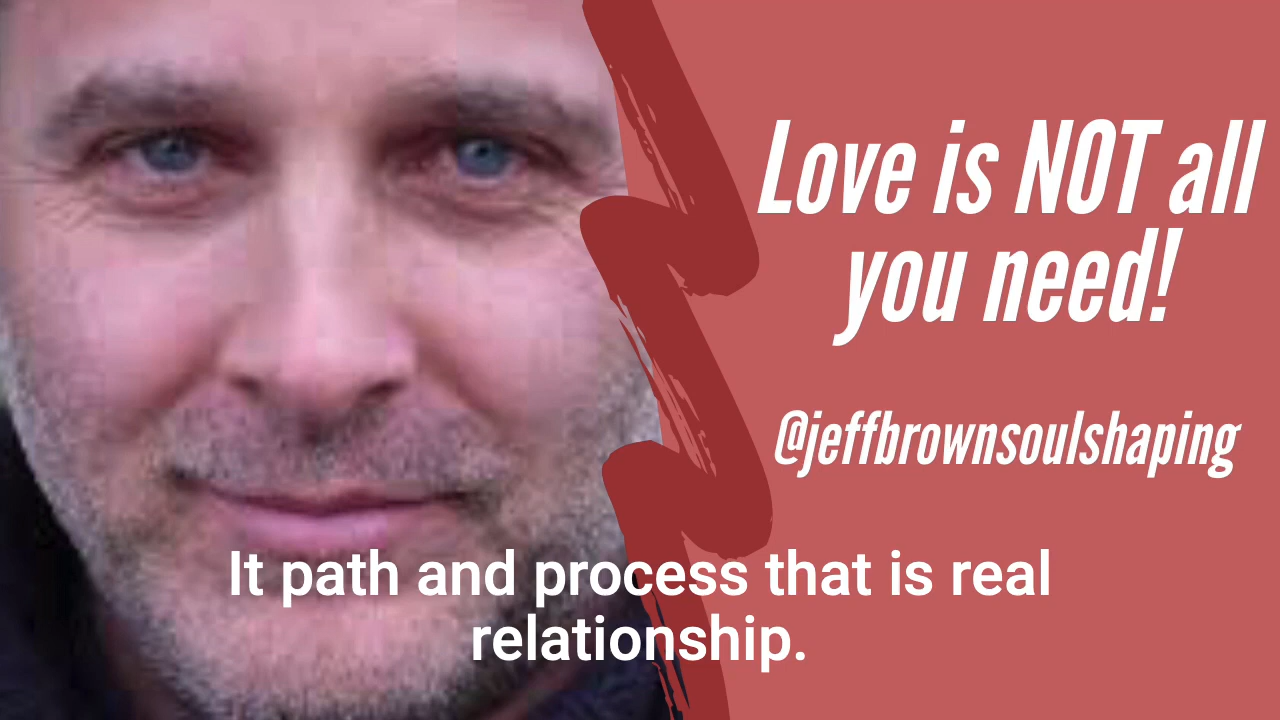 Love is NOT all
you need!
@jeffbrownsoulshaping
It path and process that is real
relationship.